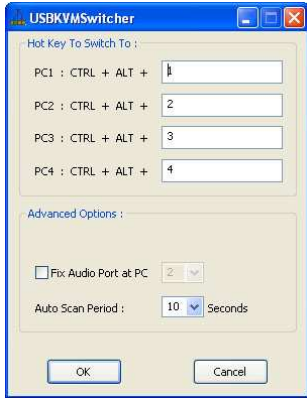 USBKVMSwitcher
Hot Key To Switch To :
PC1 : CTRL + ALT + 1
PC2 : CTRL + ALT + 2
PC3 : CTRL + ALT + 3
PC4 : CTRL + ALT + 4
Advanced Options :
Fix Audio Port at PC 2
Auto Scan Period : 10 Seconds
OK Cancel